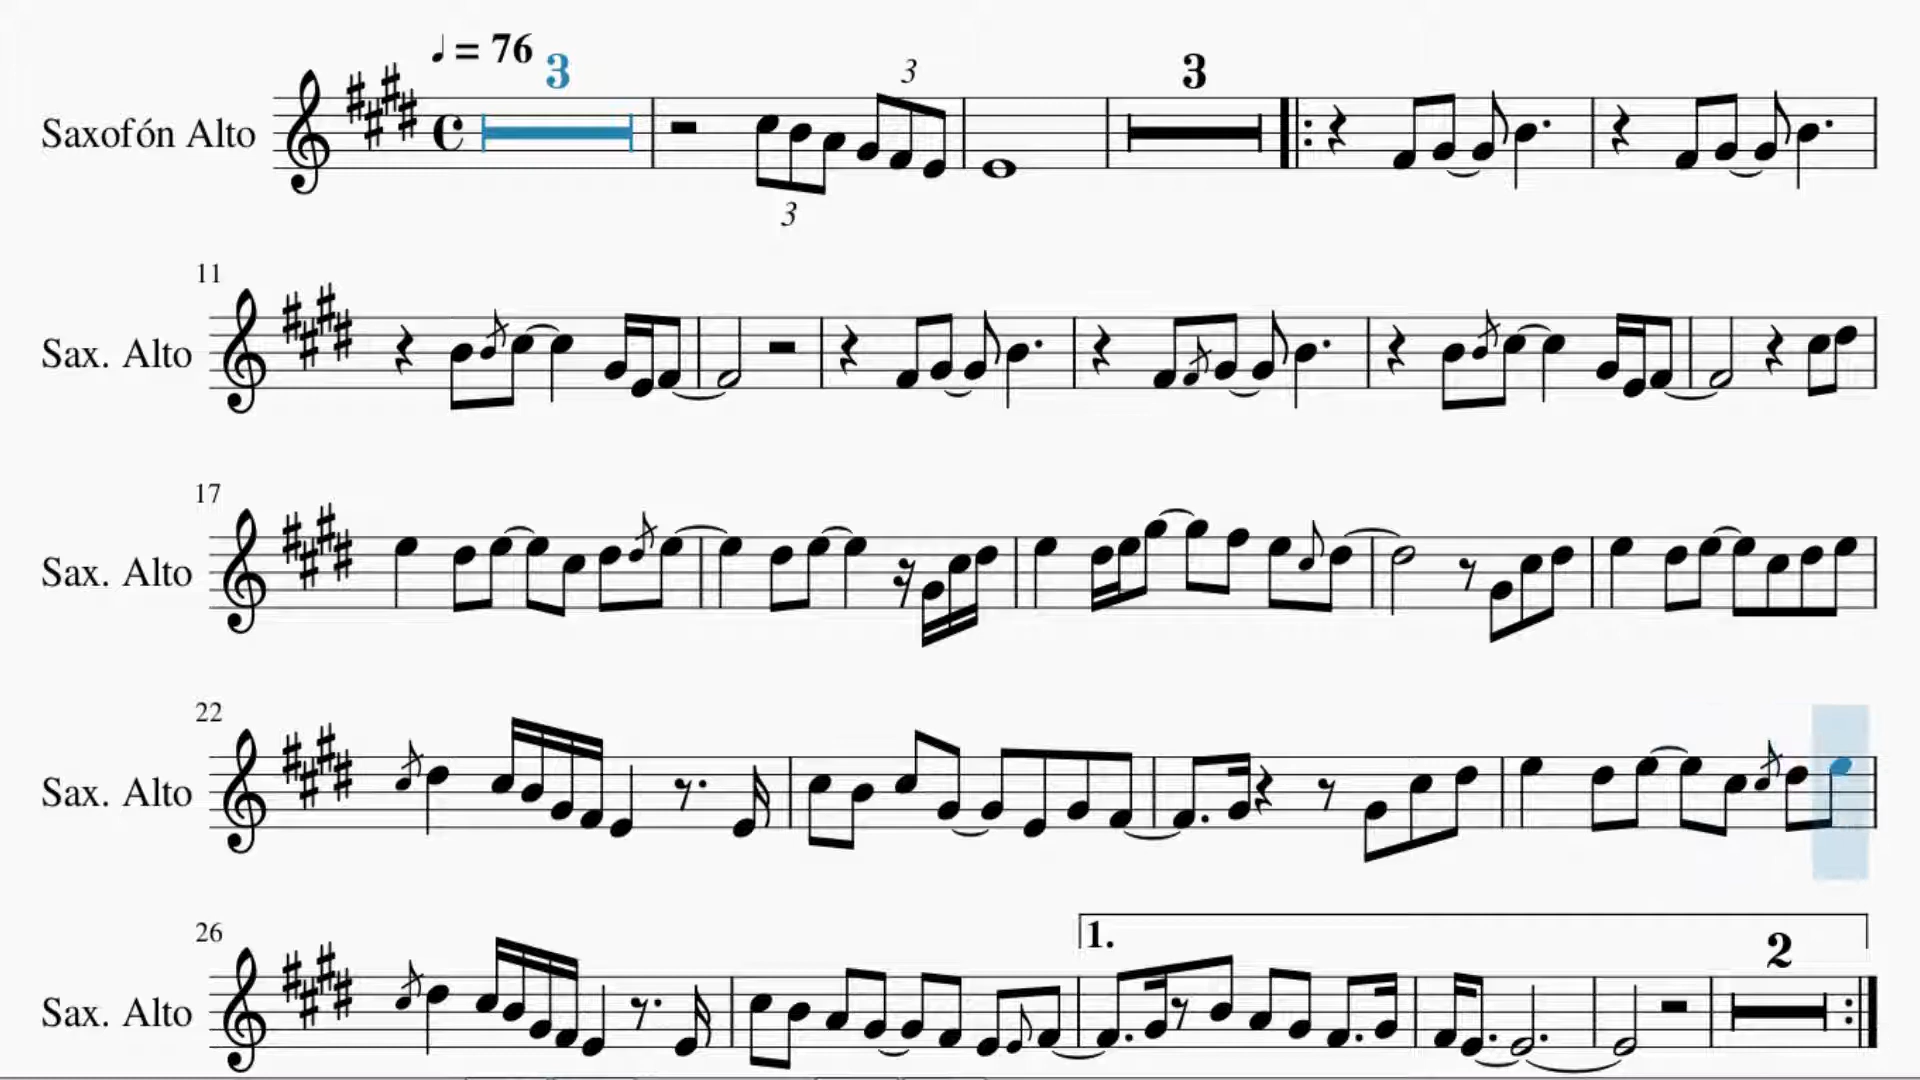 ♩ = 76
3 3 3
Saxofón Alto
3
11
Sax. Alto
17
Sax. Alto
22
Sax. Alto
26
1. 2
Sax. Alto